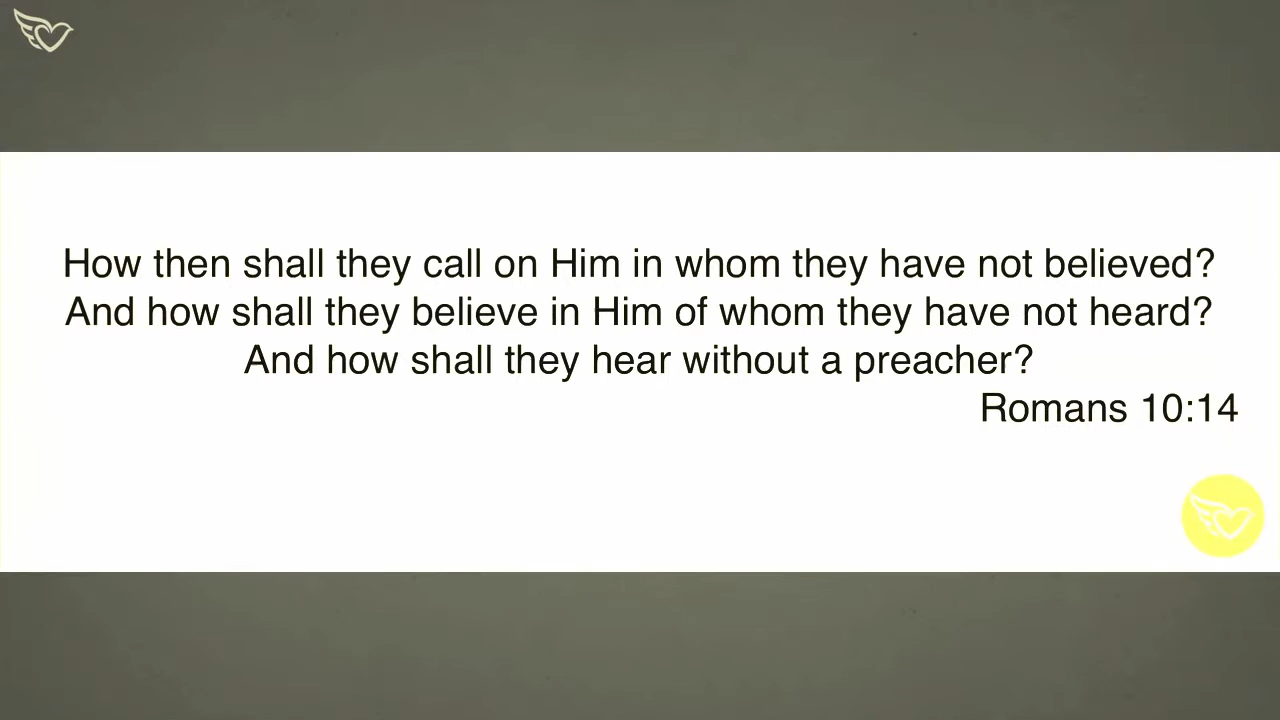 How then shall they call on Him in whom they have not believed?
And how shall they believe in Him of whom they have not heard?
And how shall they hear without a preacher?
Romans 10:14